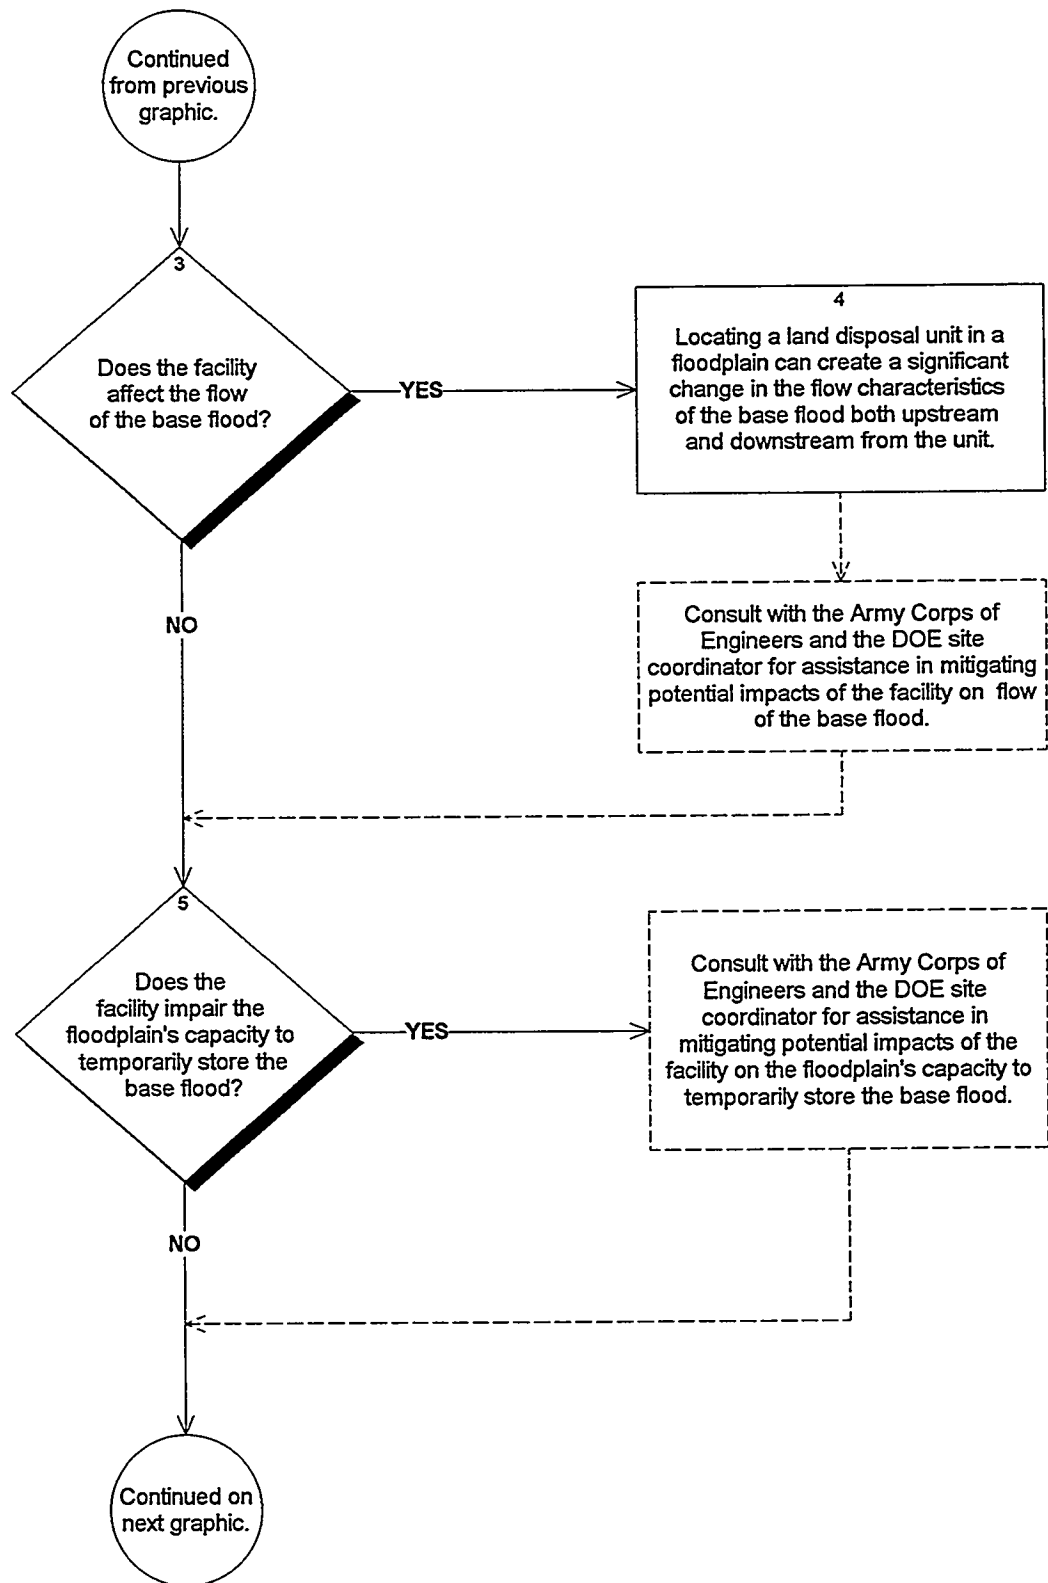 Continued
from previous
graphic.
3
Does the facility
affect the flow
of the base flood?
YES
4
Locating a land disposal unit in a
floodplain can create a significant
change in the flow characteristics
of the base flood both upstream
and downstream from the unit.
Consult with the Army Corps of
Engineers and the DOE site
coordinator for assistance in mitigating
potential impacts of the facility on flow
of the base flood.
NO
5
Does the
facility impair the
floodplain's capacity to
temporarily store the
base flood?
YES
Consult with the Army Corps of
Engineers and the DOE site
coordinator for assistance in
mitigating potential impacts of the
facility on the floodplain's capacity to
temporarily store the base flood.
NO
Continued on
next graphic.